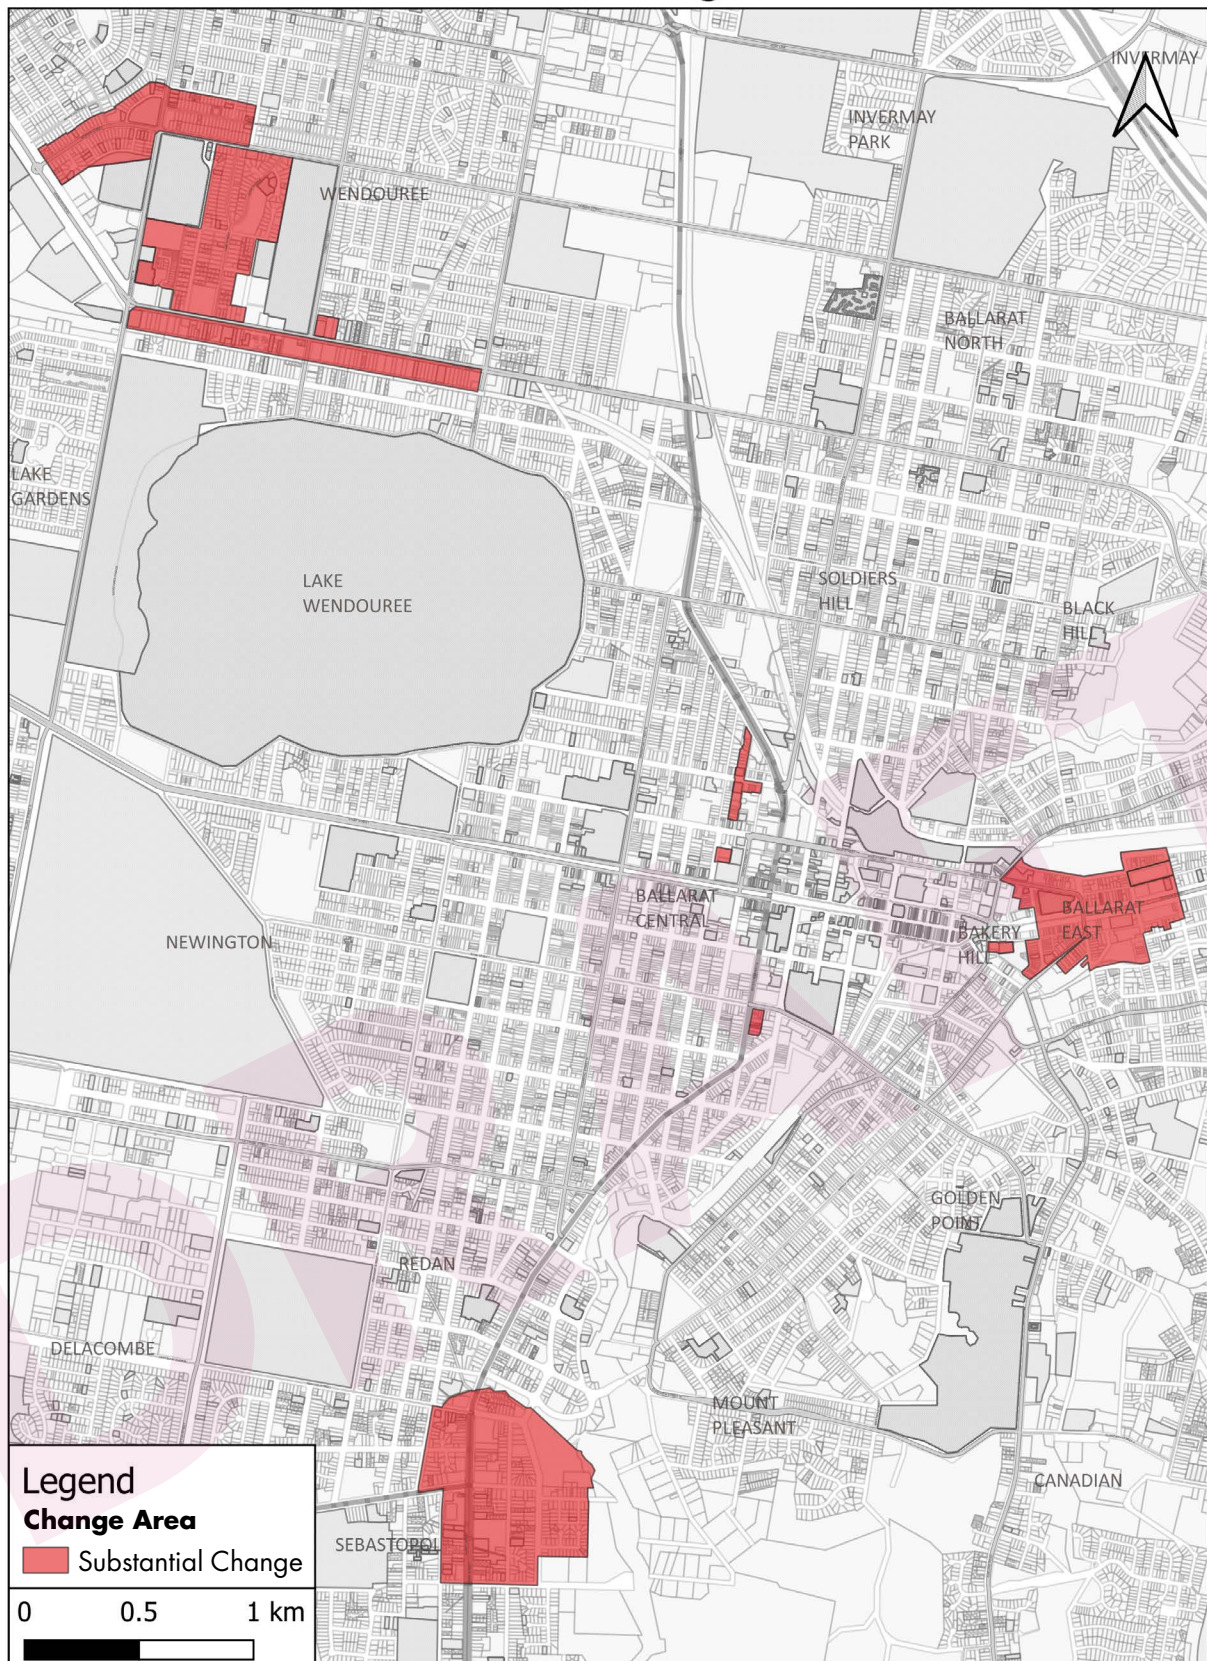 INVERMAY
INVERMAY
PARK
WENDOUREE
BALLARAT
NORTH
LAKE
GARDENS
LAKE
WENDOUREE
SOLDIERS
HILL
BLACK
HILL
BALLARAT
CENTRAL
BALLARAT
EAST
BAKERY
HILL
NEWINGTON
GOLDEN
POINT
REDAN
DELACOMBE
MOUNT
PLEASANT
CANADIAN
SEBASTOPOL
Legend
Change Area
Substantial Change
0 0.5 1 km